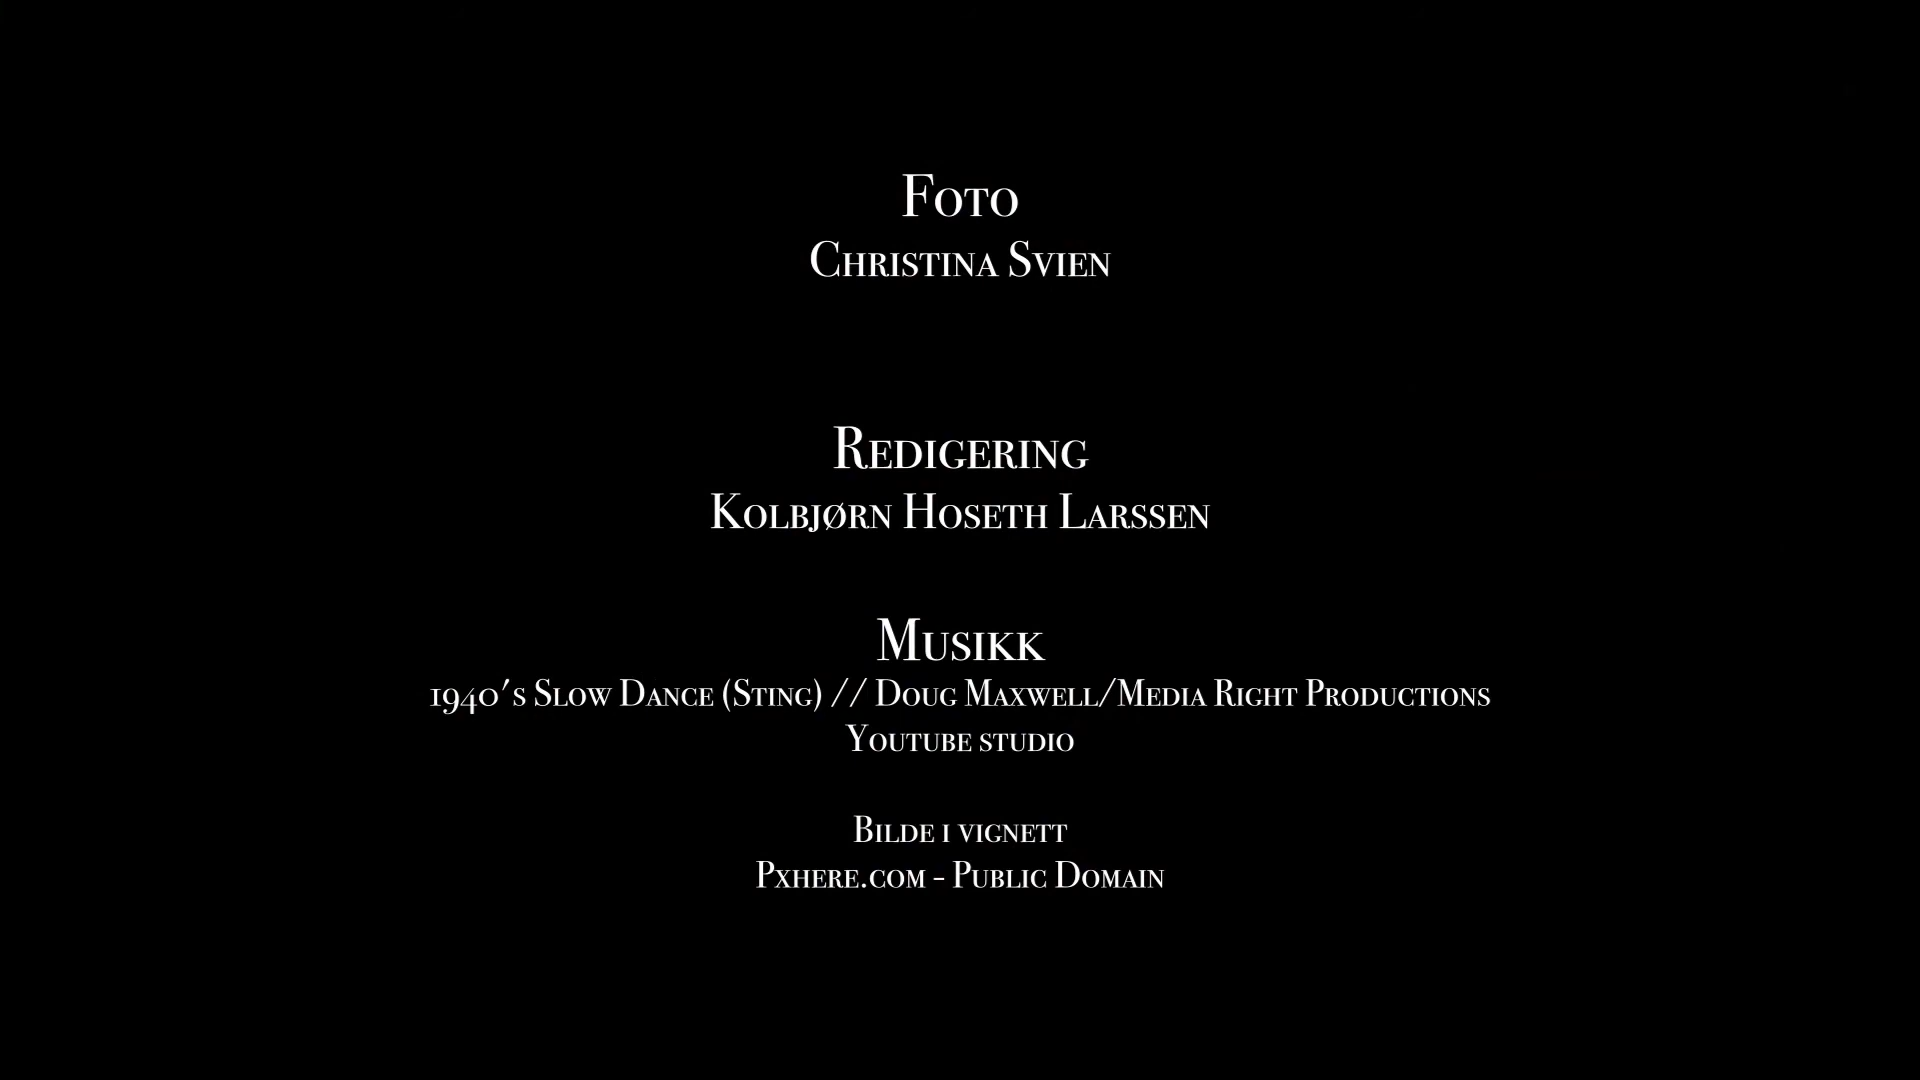 Foto
Christina Svien
Redigering
Kolbjørn Hoseth Larssen
Musikk
1940's Slow Dance (Sting) // Doug Maxwell/Media Right Productions
Youtube studio
Bilde i vignett
Pxhere.com - Public Domain